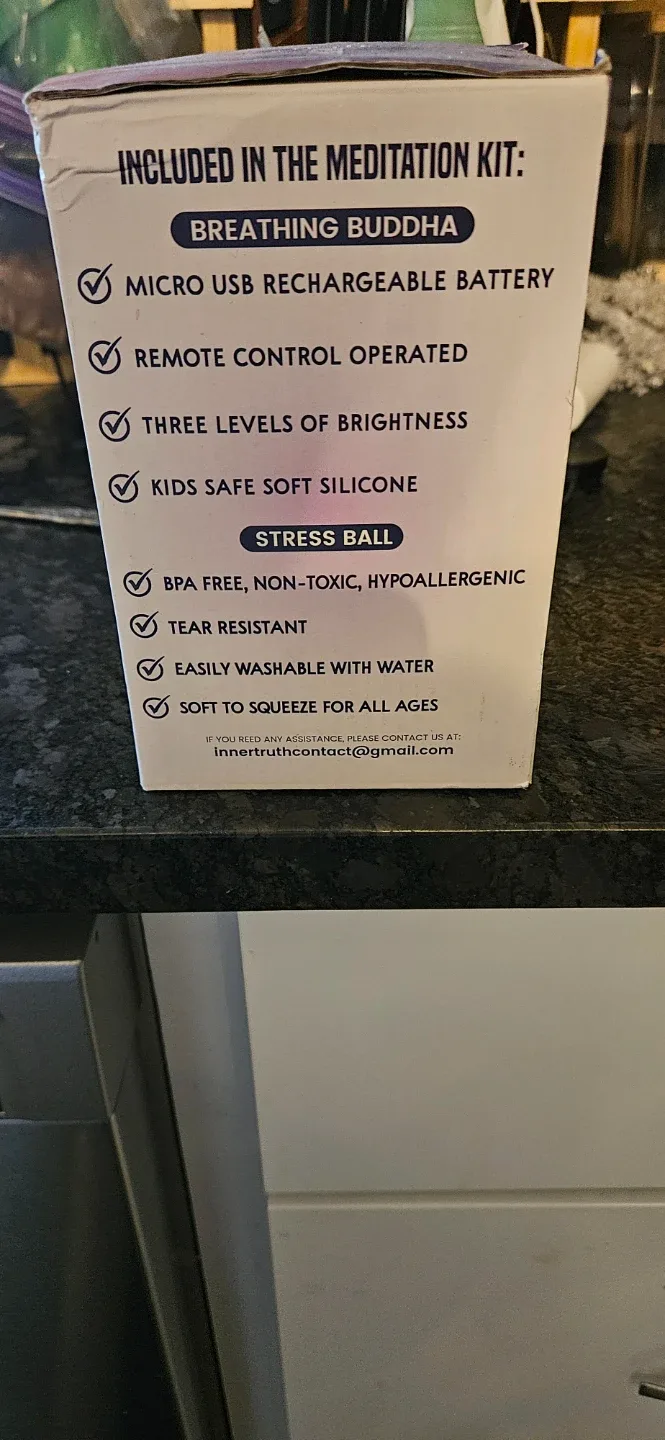 INCLUDED IN THE MEDITATION KIT:
BREATHING BUDDHA
MICRO USB RECHARGEABLE BATTERY
REMOTE CONTROL OPERATED
THREE LEVELS OF BRIGHTNESS
KIDS SAFE SOFT SILICONE
STRESS BALL
BPA FREE, NON-TOXIC, HYPOALLERGENIC
TEAR RESISTANT
EASILY WASHABLE WITH WATER
SOFT TO SQUEEZE FOR ALL AGES
IF YOU REED ANY ASSISTANCE, PLEASE CONTACT US AT:
innertruthcontact@gmail.com